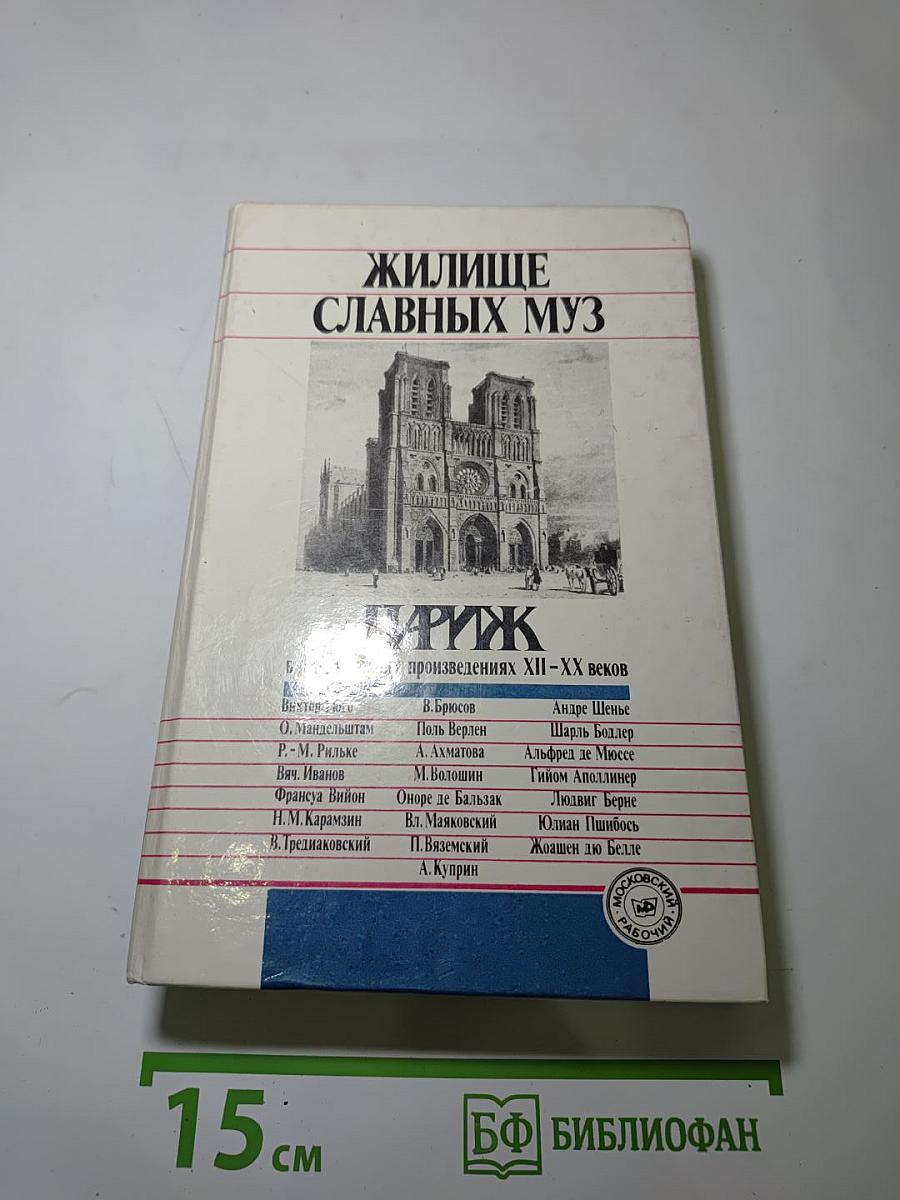 ЖИЛИЩЕ
СЛАВНЫХ МУЗ
ПАРИЖ
произведениях XII–XX веков
Виктор Гюго В. Брюсов Андре Шенье
О. Мандельштам Поль Верлен Шарль Бодлер
Р.-М. Рильке А. Ахматова Альфред де Мюссе
Вяч. Иванов М. Волошин Гийом Аполлинер
Франсуа Вийон Оноре де Бальзак Людвиг Берне
Н. М. Карамзин Вл. Маяковский Юлиан Пшибось
В. Тредиаковский П. Вяземский Жоашен дю Белле
А. Куприн
МОСКОВСКИЙ
РАБОЧИЙ
15 см
БФ БИБЛИОФАН